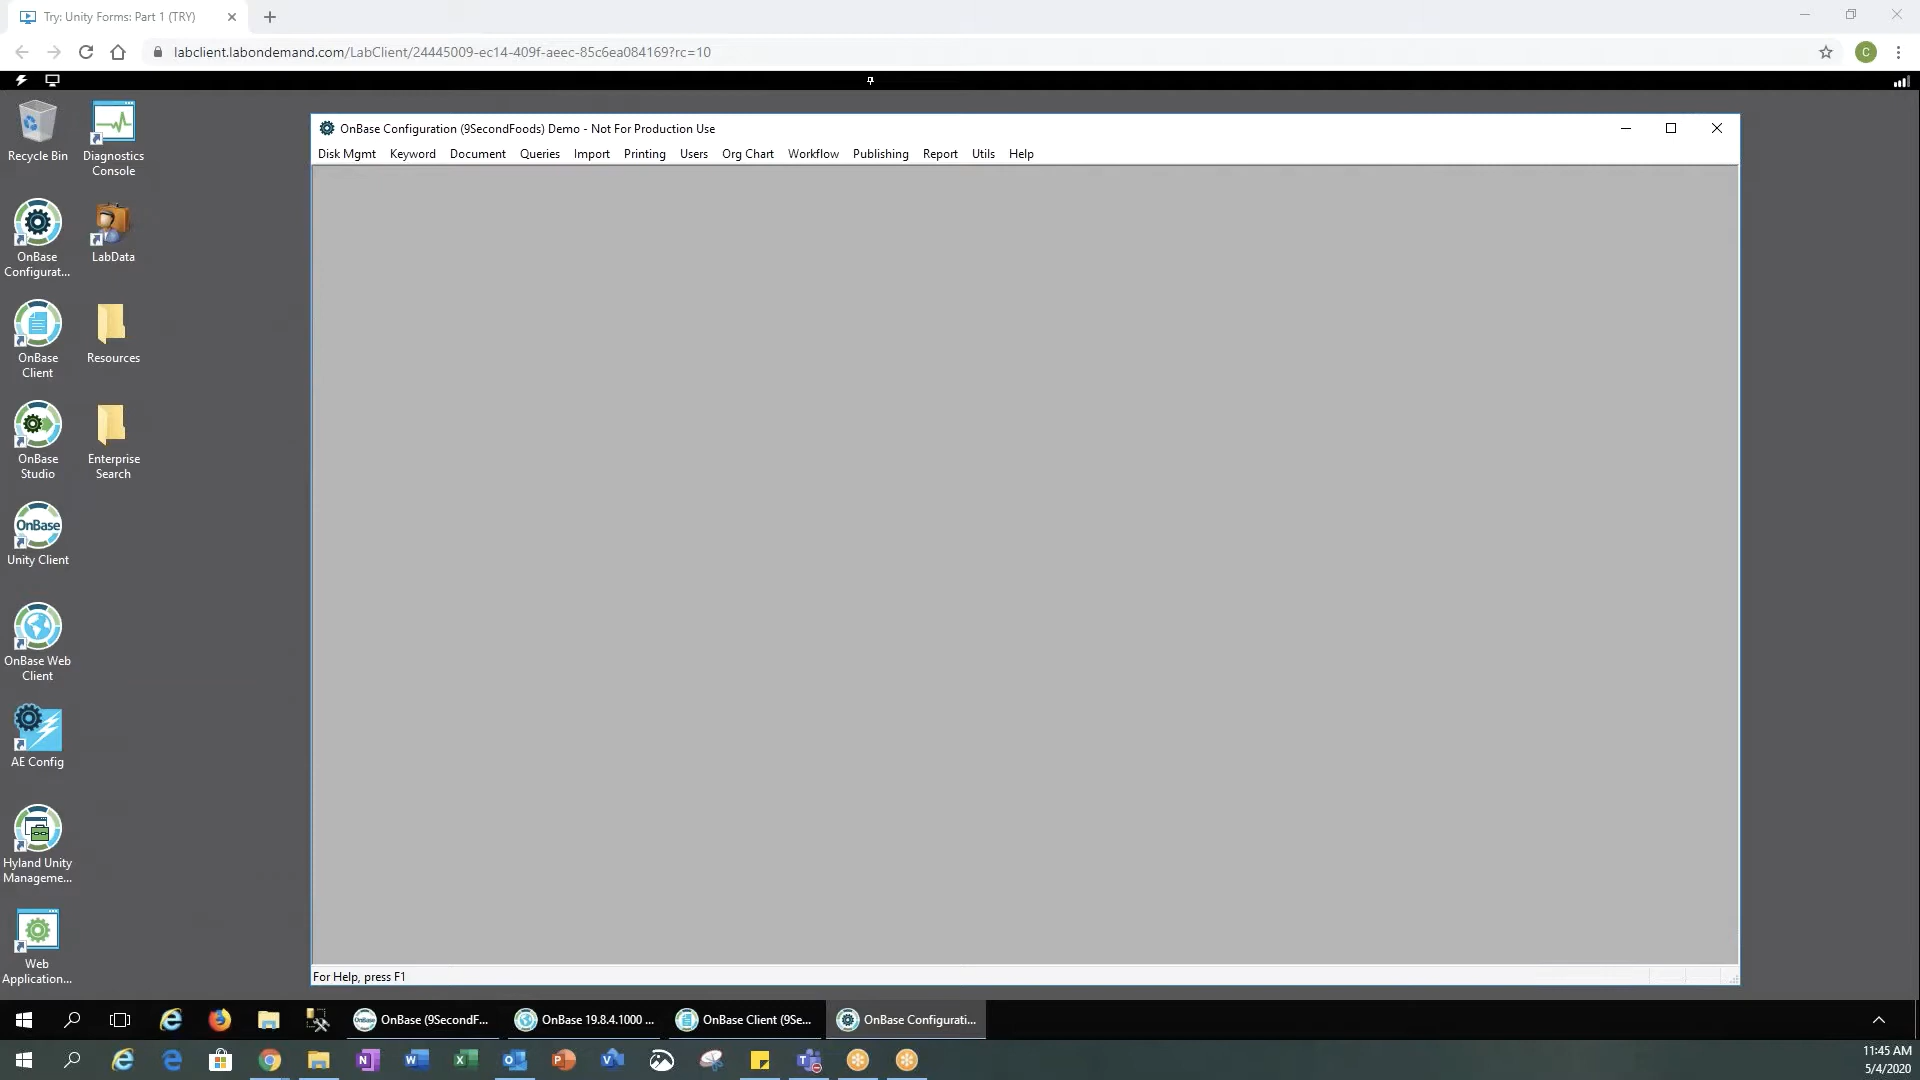 Try: Unity Forms: Part 1 (TRY)
labclient.labondemand.com/LabClient/24445009-ec14-409f-aeec-85c6ea084169?rc=10
C
Recycle Bin
Diagnostics
Console
OnBase
Configurat...
LabData
OnBase
Client
Resources
OnBase
Studio
Enterprise
Search
OnBase
Unity Client
OnBase Web
Client
AE Config
Hyland Unity
Manageme...
Web
Application...
OnBase Configuration (9SecondFoods) Demo - Not For Production Use
Disk Mgmt Keyword Document Queries Import Printing Users Org Chart Workflow Publishing Report Utils Help
For Help, press F1
OnBase (9SecondF... OnBase 19.8.4.1000 ... OnBase Client (9Se... OnBase Configurati...
11:45 AM
5/4/2020